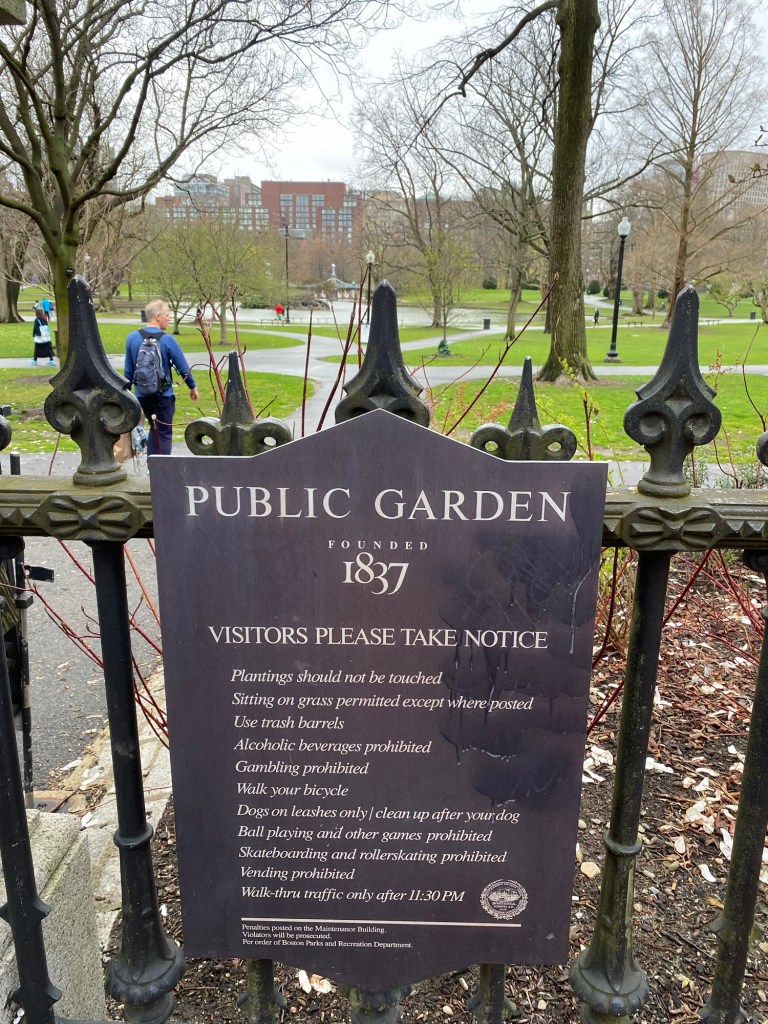 PUBLIC GARDEN
FOUNDED
1837
VISITORS PLEASE TAKE NOTICE
Plantings should not be touched
Sitting on grass permitted except where posted
Use trash barrels
Alcoholic beverages prohibited
Gambling prohibited
Walk your bicycle
Dogs on leashes only | clean up after your dog
Ball playing and other games prohibited
Skateboarding and rollerskating prohibited
Vending prohibited
Walk-thru traffic only after 11:30 PM
Penalties posted on the Maintenance Building.
Violators will be prosecuted.
Per order of Boston Parks and Recreation Department.